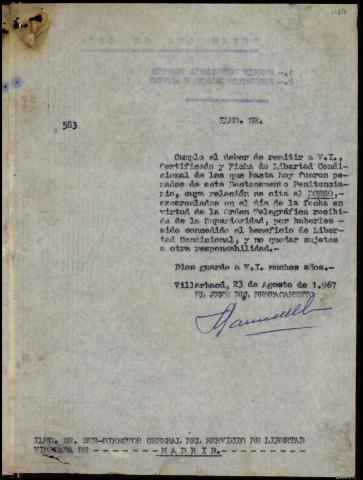 583
ILMO. SR.
Cumplo el deber de remitir a V.I.,
Certificado y Ficha de Libertad Condi-
cional de los que hasta hoy fueron pe-
nados de este Destacamento Penitencia-
rio, cuya relación se cita al DORSO,-
excarcelados en el día de la fecha en
virtud de la Orden Telegráfica recibi-
da de la Superioridad, por haberles -
sido concedido el beneficio de Liber-
tad Condicional, y no quedar sujetos
a otra responsabilidad.-
Dios guarde a V.I. muchos años.-
Villarbacú, 23 de Agosto de 1.967
EL JEFE DEL DESTACAMENTO
ILMO. SR. SUB-DIRECTOR GENERAL DEL SERVICIO DE LIBERTAD
VIGILADA DE - - - - - - - - M A D R I D. - - - - - - - - -